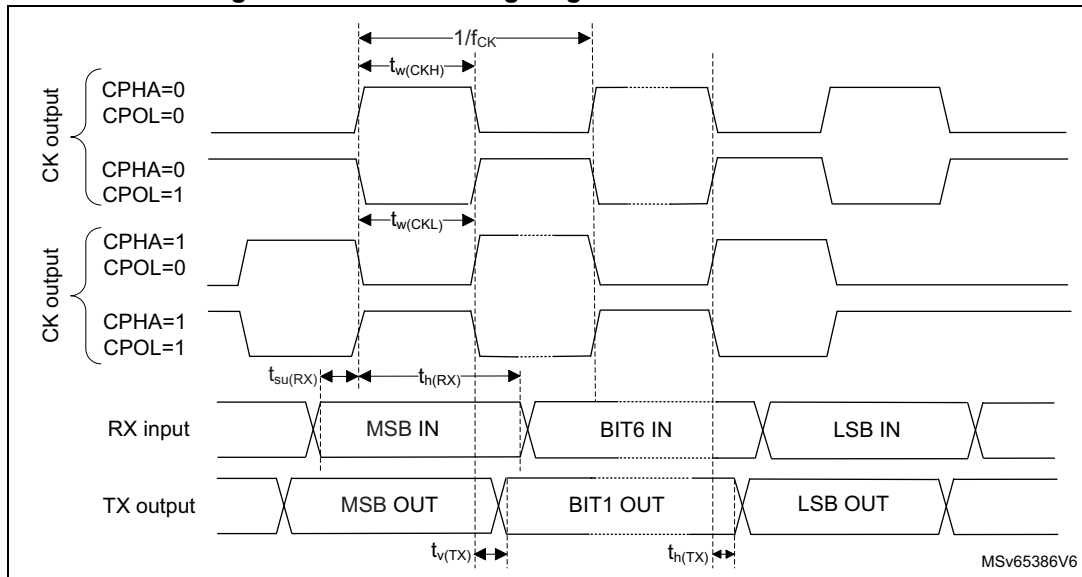 1/fCK
tw(CKH)
CK output
CPHA=0
CPOL=0
CPHA=0
CPOL=1
tw(CKL)
CK output
CPHA=1
CPOL=0
CPHA=1
CPOL=1
tsu(RX)
th(RX)
RX input
MSB IN
BIT6 IN
LSB IN
TX output
MSB OUT
BIT1 OUT
LSB OUT
tv(TX)
th(TX)
MSv65386V6